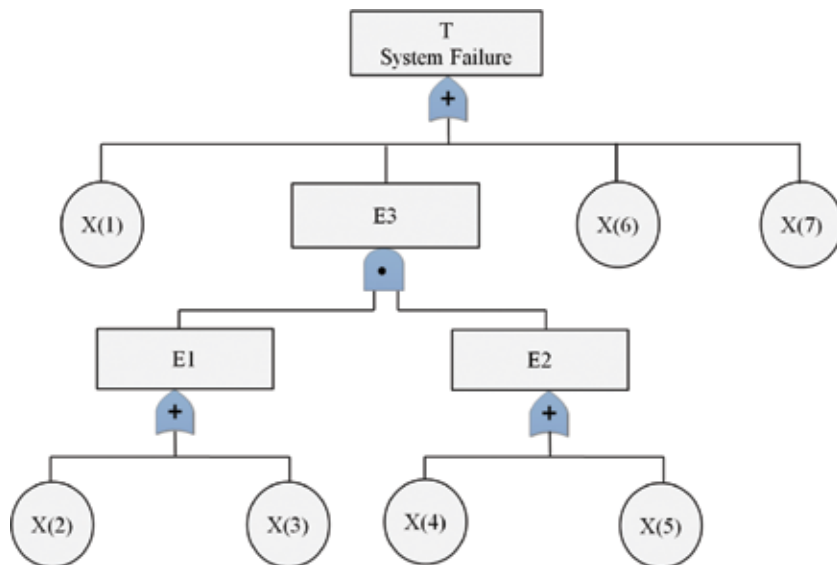 T
System Failure
+
X(1)
E3
X(6)
X(7)
•
E1
E2
+
+
X(2)
X(3)
X(4)
X(5)